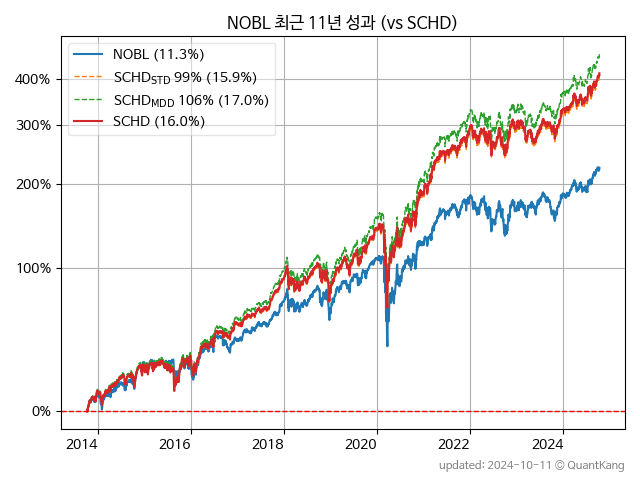 NOBL 최근 11년 성과 (vs SCHD)
NOBL (11.3%)
SCHD_STD 99% (15.9%)
SCHD_MDD 106% (17.0%)
SCHD (16.0%)
400%
300%
200%
100%
0%
2014 2016 2018 2020 2022 2024
updated: 2024-10-11 © QuantKang